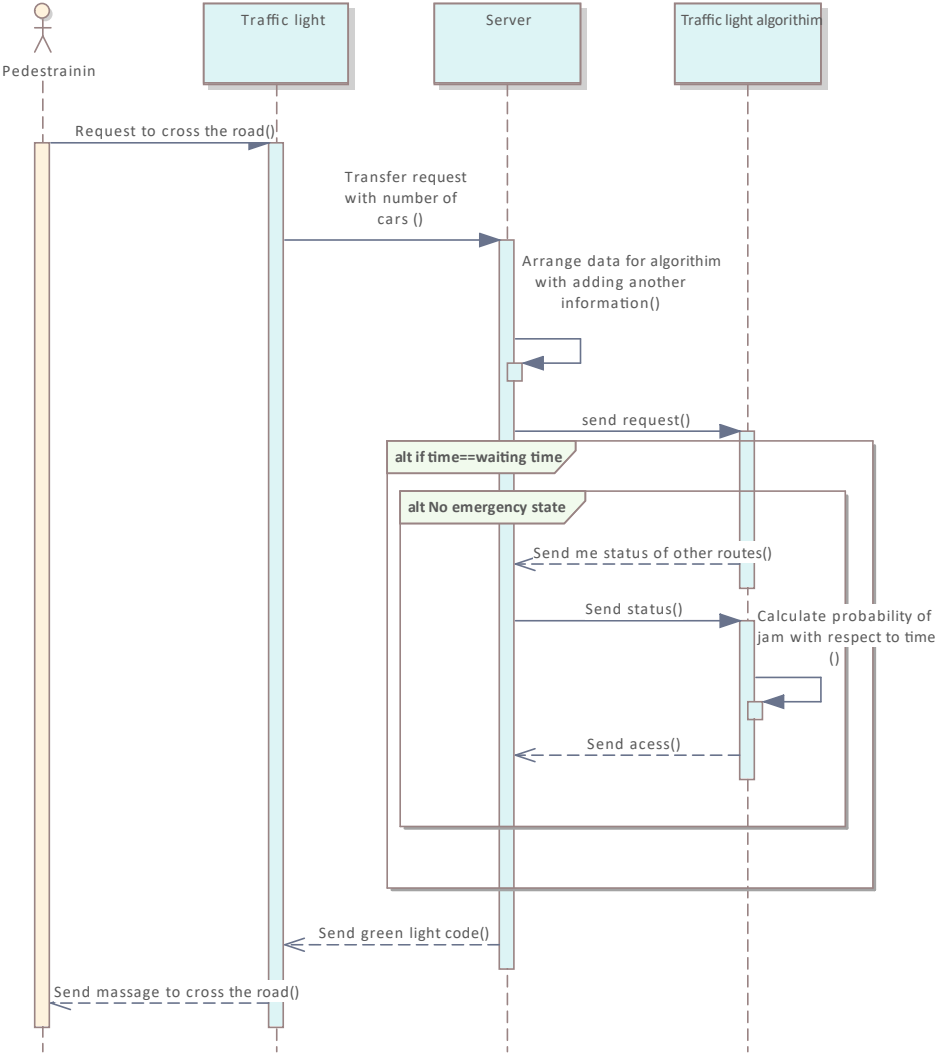 Pedestrainin
Traffic light
Server
Traffic light algorithim
Request to cross the road()
Transfer request
with number of
cars ()
Arrange data for algorithim
with adding another
information()
send request()
alt if time==waiting time
alt No emergency state
Send me status of other routes()
Send status()
Calculate probability of
jam with respect to time
()
Send acess()
Send green light code()
Send massage to cross the road()